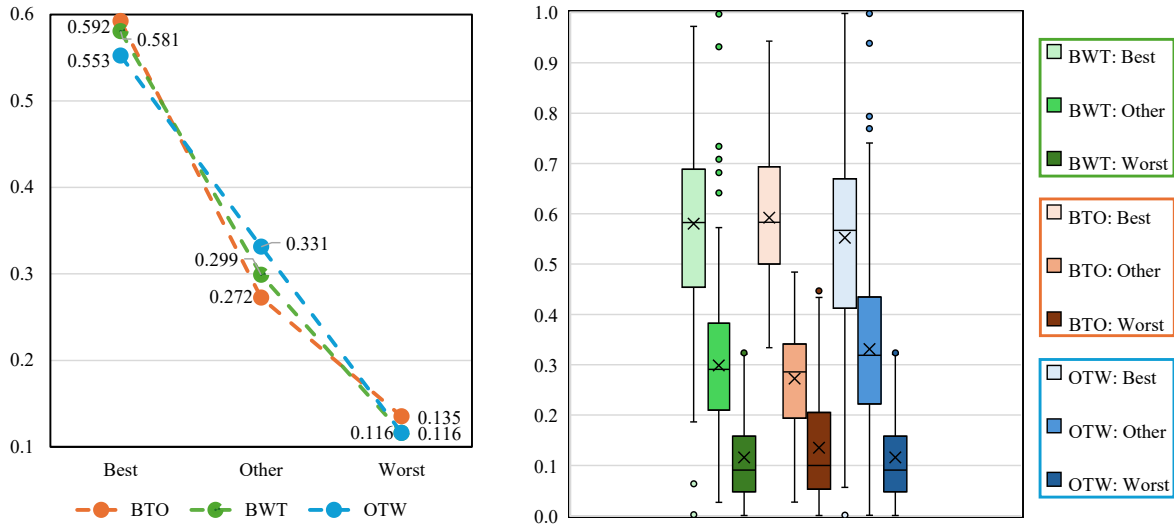 0.6
0.5
0.4
0.3
0.2
0.1
0.592
0.581
0.553
0.331
0.299
0.272
0.135
0.116
0.116
Best Other Worst
BTO BWT OTW
1.0
0.9
0.8
0.7
0.6
0.5
0.4
0.3
0.2
0.1
0.0
BWT: Best
BWT: Other
BWT: Worst
BTO: Best
BTO: Other
BTO: Worst
OTW: Best
OTW: Other
OTW: Worst